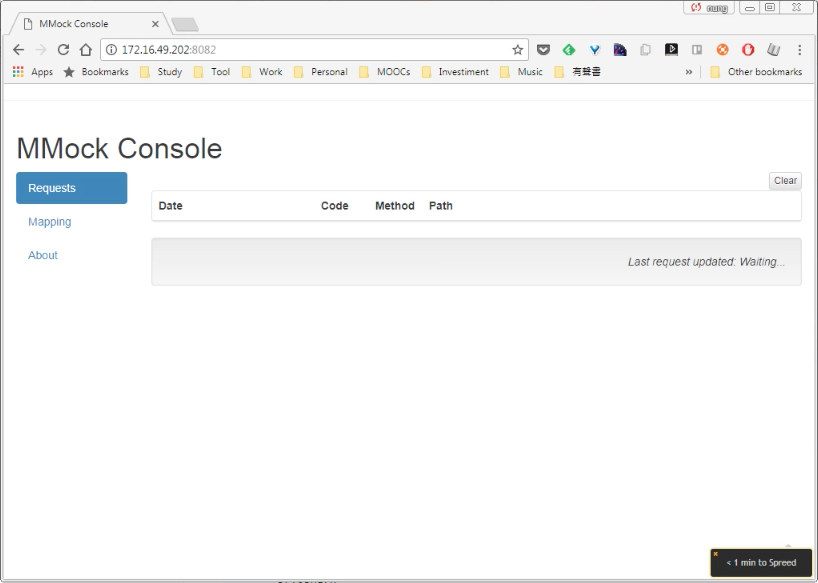 nung
MMock Console
172.16.49.202:8082
Apps Bookmarks Study Tool Work Personal MOOCs Investiment Music 有聲書 » Other bookmarks
MMock Console
Requests
Clear
Date Code Method Path
Mapping
About
Last request updated: Waiting...
< 1 min to Spreed